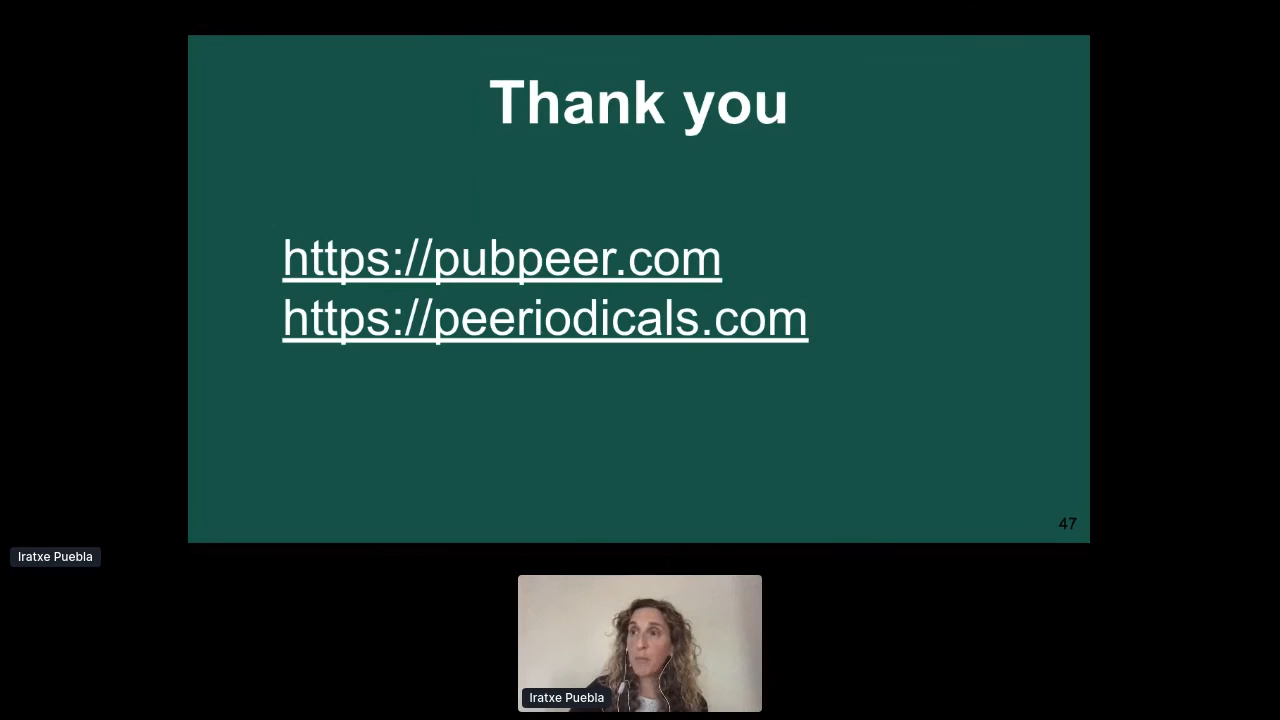 Thank you
https://pubpeer.com
https://peeriodicals.com
47
Iratxe Puebla
Iratxe Puebla